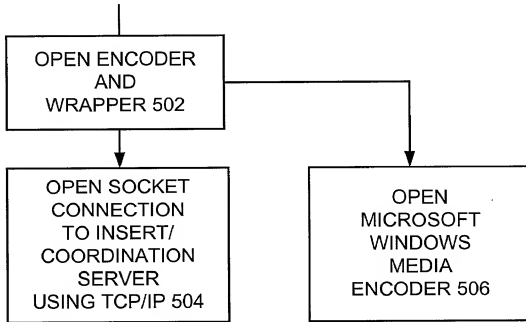 OPEN ENCODER
AND
WRAPPER 502
OPEN SOCKET
CONNECTION
TO INSERT/
COORDINATION
SERVER
USING TCP/IP 504
OPEN
MICROSOFT
WINDOWS
MEDIA
ENCODER 506